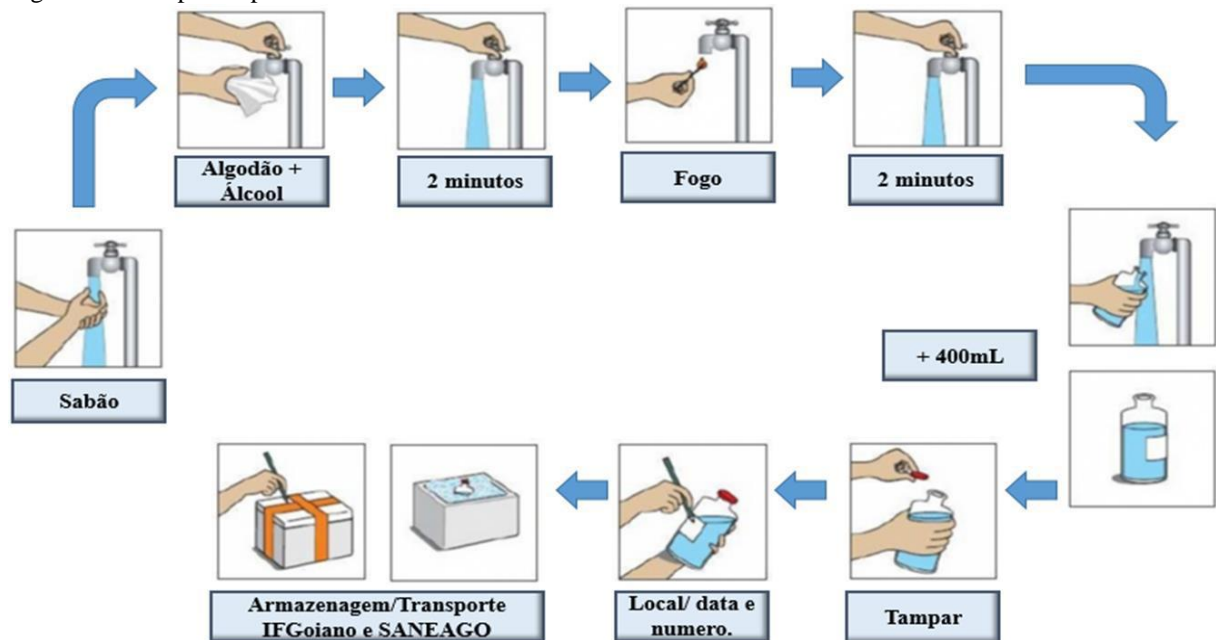 Algodão +
Álcool
2 minutos
Fogo
2 minutos
Sabão
+ 400mL
Armazenagem/Transporte
IFGoiano e SANEAGO
Local/ data e
numero.
Tampar